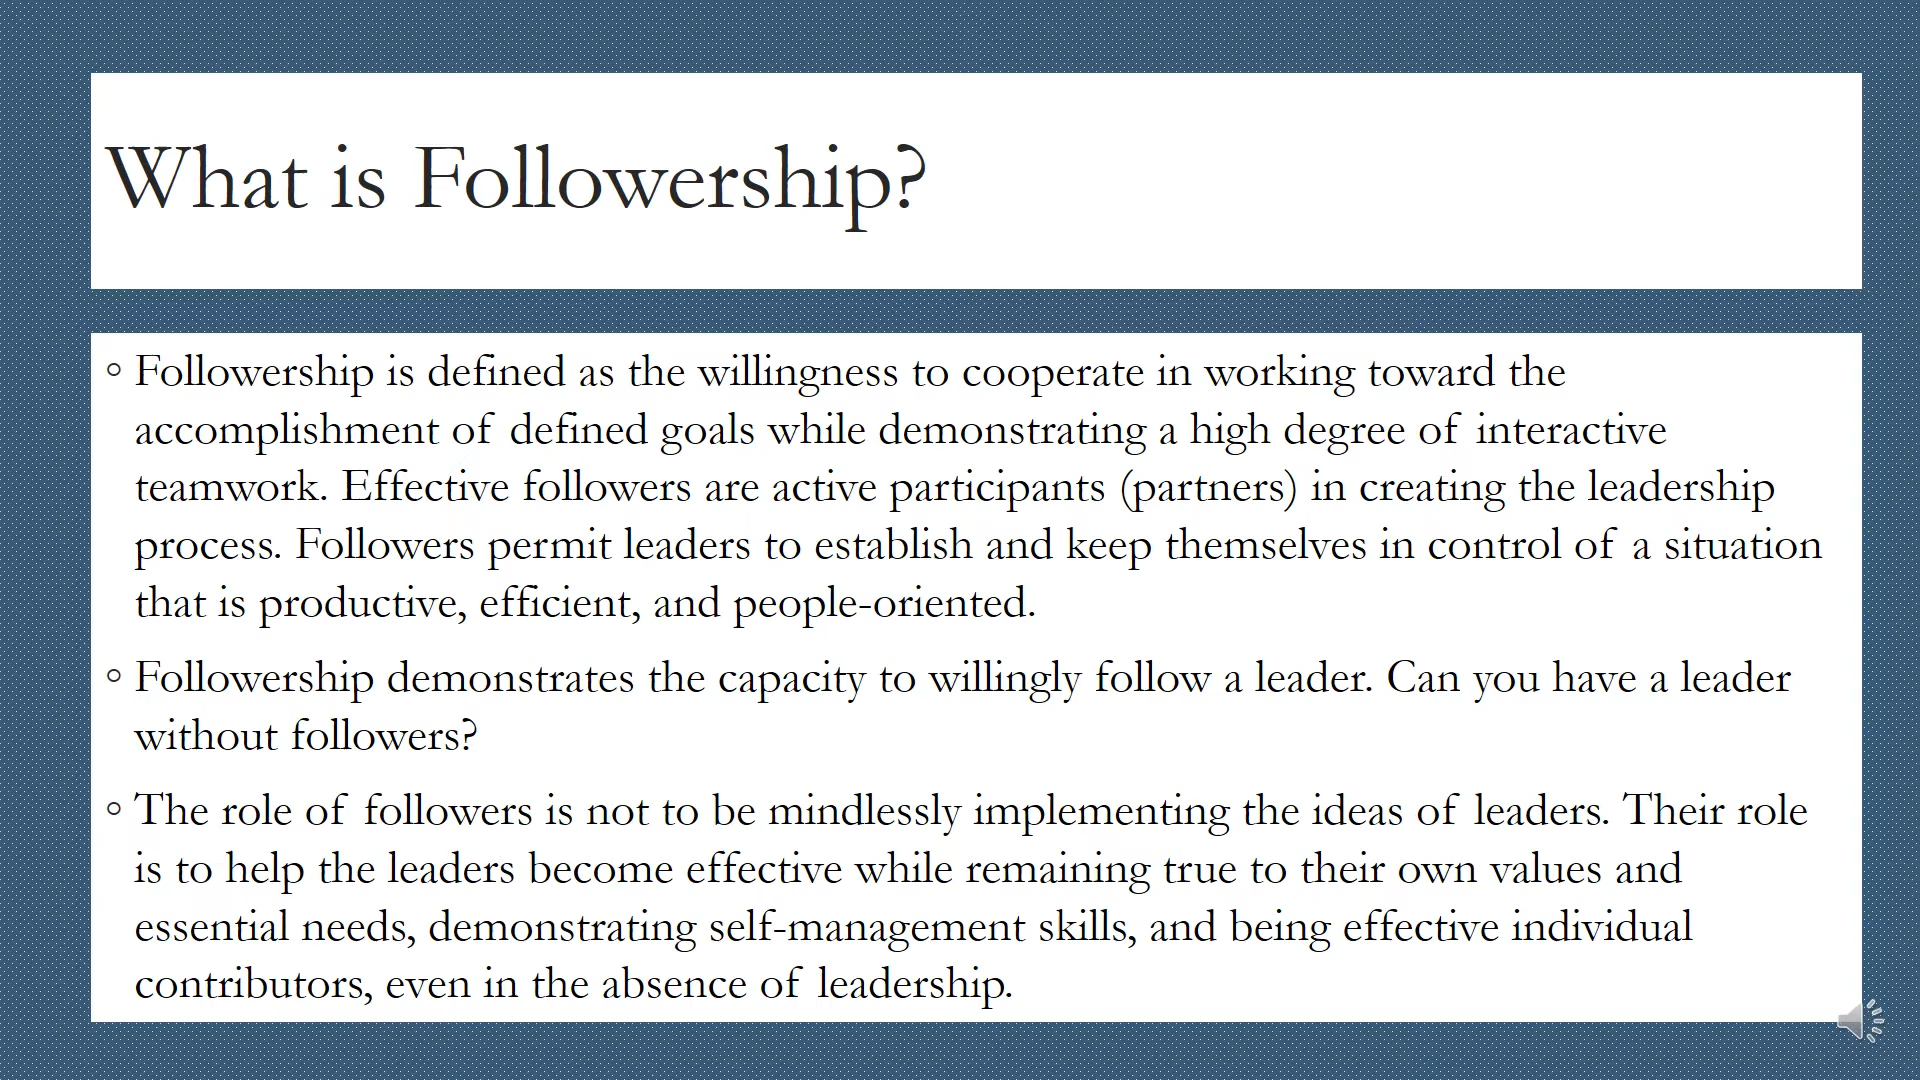 What is Followership?
◦ Followership is defined as the willingness to cooperate in working toward the
accomplishment of defined goals while demonstrating a high degree of interactive
teamwork. Effective followers are active participants (partners) in creating the leadership
process. Followers permit leaders to establish and keep themselves in control of a situation
that is productive, efficient, and people-oriented.
◦ Followership demonstrates the capacity to willingly follow a leader. Can you have a leader
without followers?
◦ The role of followers is not to be mindlessly implementing the ideas of leaders. Their role
is to help the leaders become effective while remaining true to their own values and
essential needs, demonstrating self-management skills, and being effective individual
contributors, even in the absence of leadership.